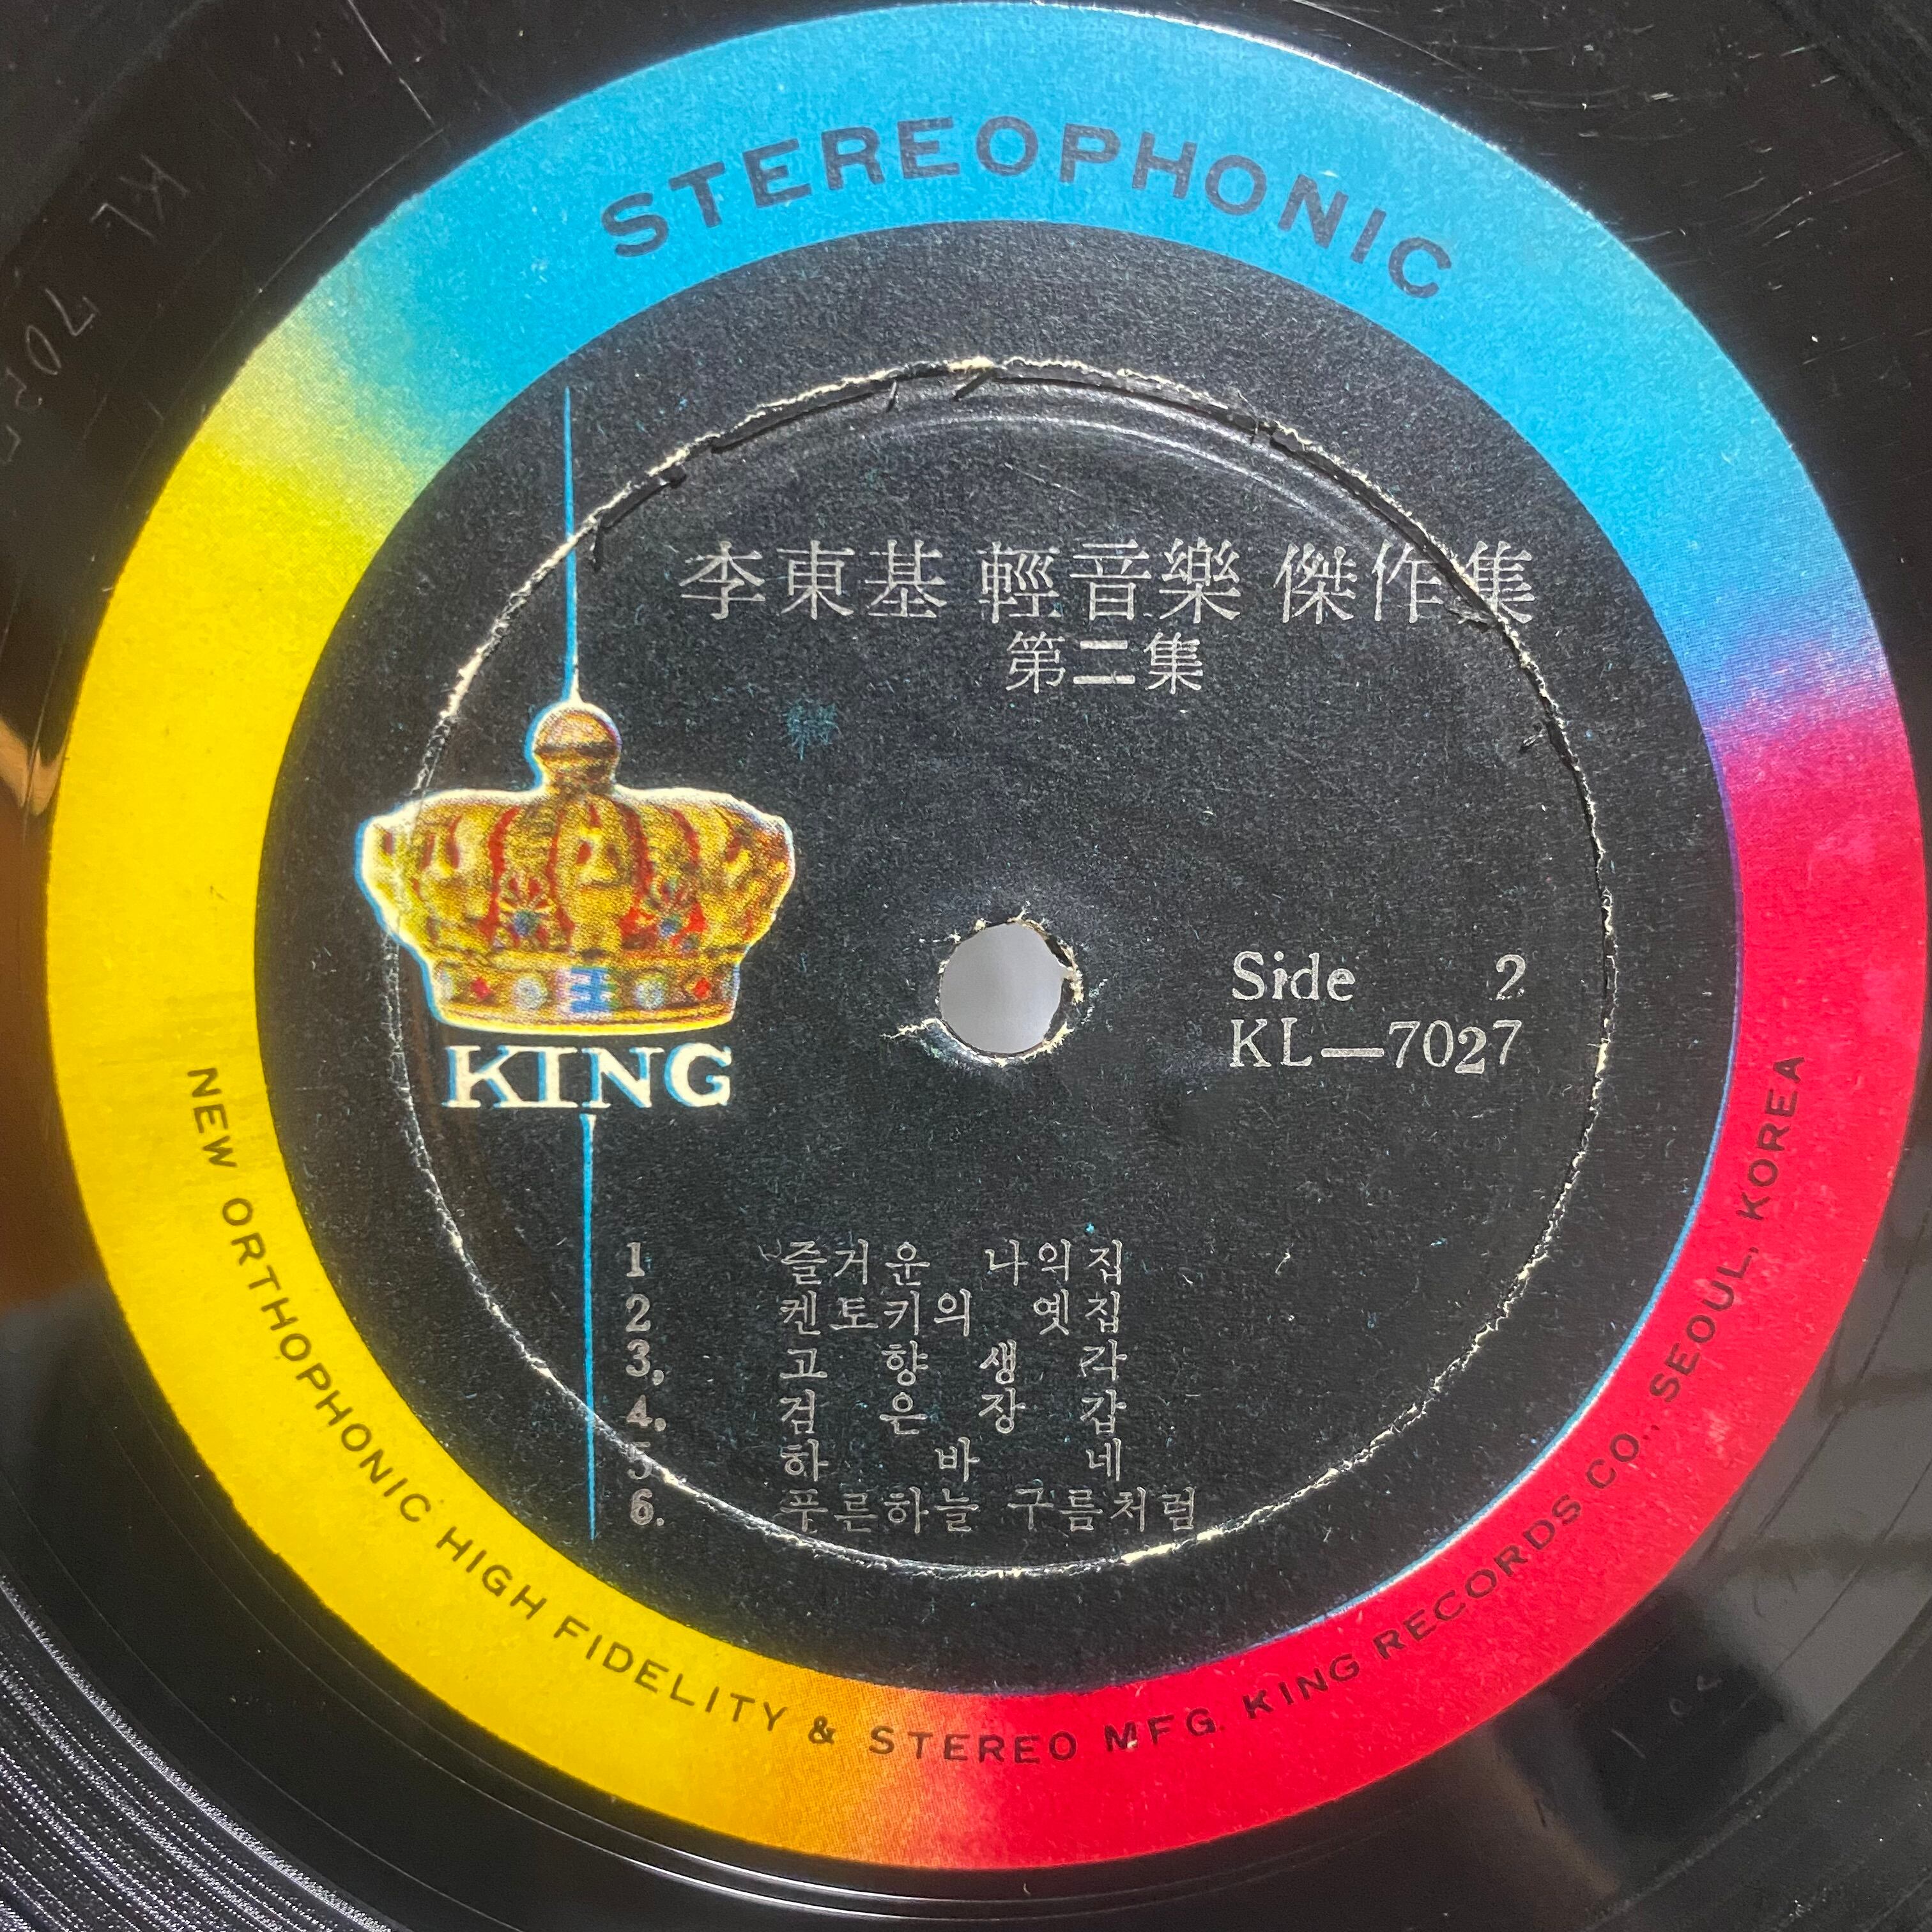 STEREOPHONIC
李東基 輕音樂 傑作集
第二集
KING
Side 2
KL—7027
1 즐거운 나의집
2 켄토키의 옛집
3. 고향생각
4. 검은장갑
5 하바네
6. 푸른하늘 구름처럼
NEW ORTHOPHONIC HIGH FIDELITY & STEREO MFG. KING RECORDS CO., SEOUL, KOREA
KL